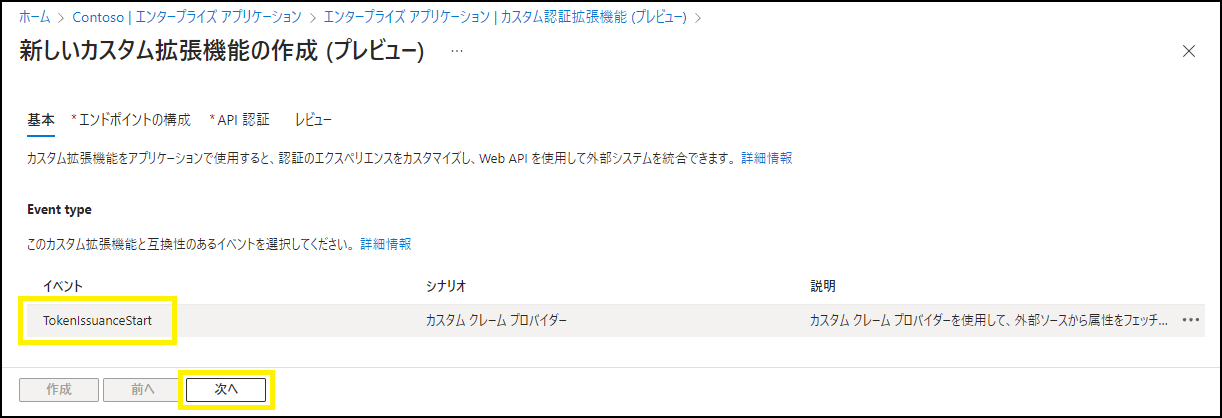 ホーム > Contoso | エンタープライズ アプリケーション > エンタープライズ アプリケーション | カスタム認証拡張機能 (プレビュー) >
新しいカスタム拡張機能の作成 (プレビュー) ...
基本 * エンドポイントの構成 * API 認証 レビュー
カスタム拡張機能をアプリケーションで使用すると、認証のエクスペリエンスをカスタマイズし、Web API を使用して外部システムを統合できます。 詳細情報
Event type
このカスタム拡張機能と互換性のあるイベントを選択してください。 詳細情報
イベント シナリオ 説明
TokenIssuanceStart カスタム クレーム プロバイダー カスタム クレーム プロバイダーを使用して、外部ソースから属性をフェッチ... ...
作成 前へ 次へ